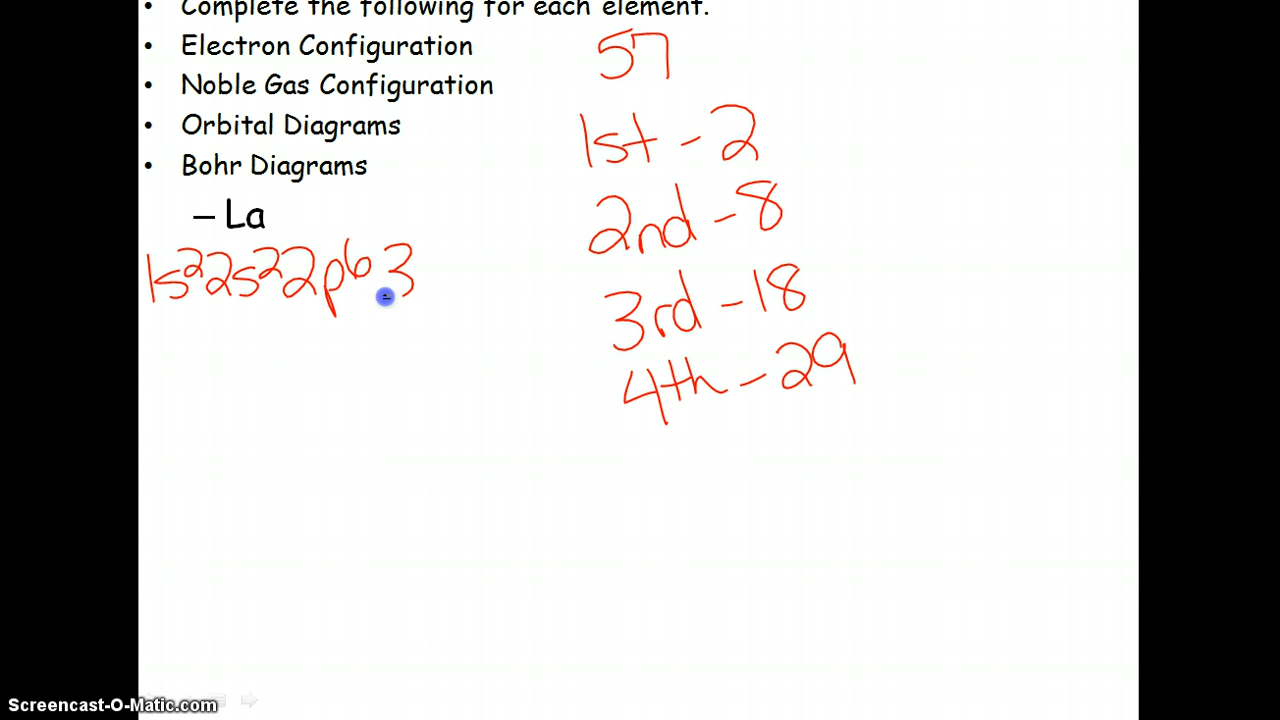 • Complete the following for each element.
• Electron Configuration
• Noble Gas Configuration
• Orbital Diagrams
• Bohr Diagrams
– La
1s²2s²2p⁶3
57
1st - 2
2nd - 8
3rd - 18
4th - 29
Screencast-O-Matic.com